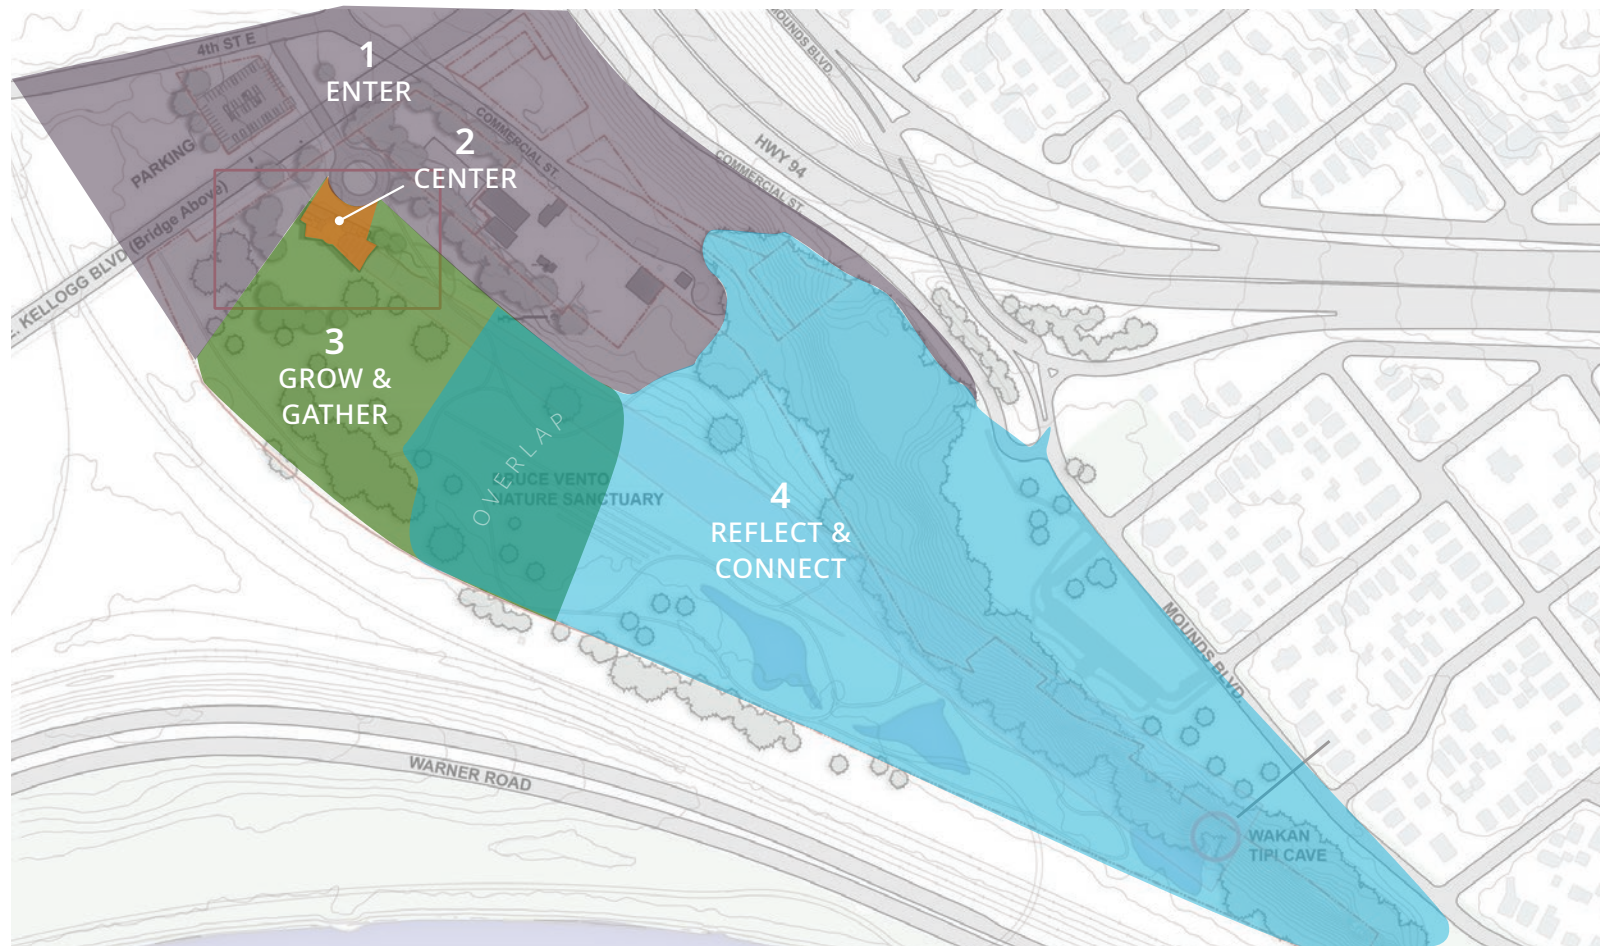 4th ST E
1
ENTER
MOUNDS BLVD.
2
CENTER
COMMERCIAL ST.
HWY 94
COMMERCIAL ST.
PARKING
E. KELLOGG BLVD (Bridge Above)
3
GROW &
GATHER
OVERLAP
BRUCE VENTO
NATURE SANCTUARY
4
REFLECT &
CONNECT
MOUNDS BLVD.
WARNER ROAD
WAKAN
TIPI CAVE